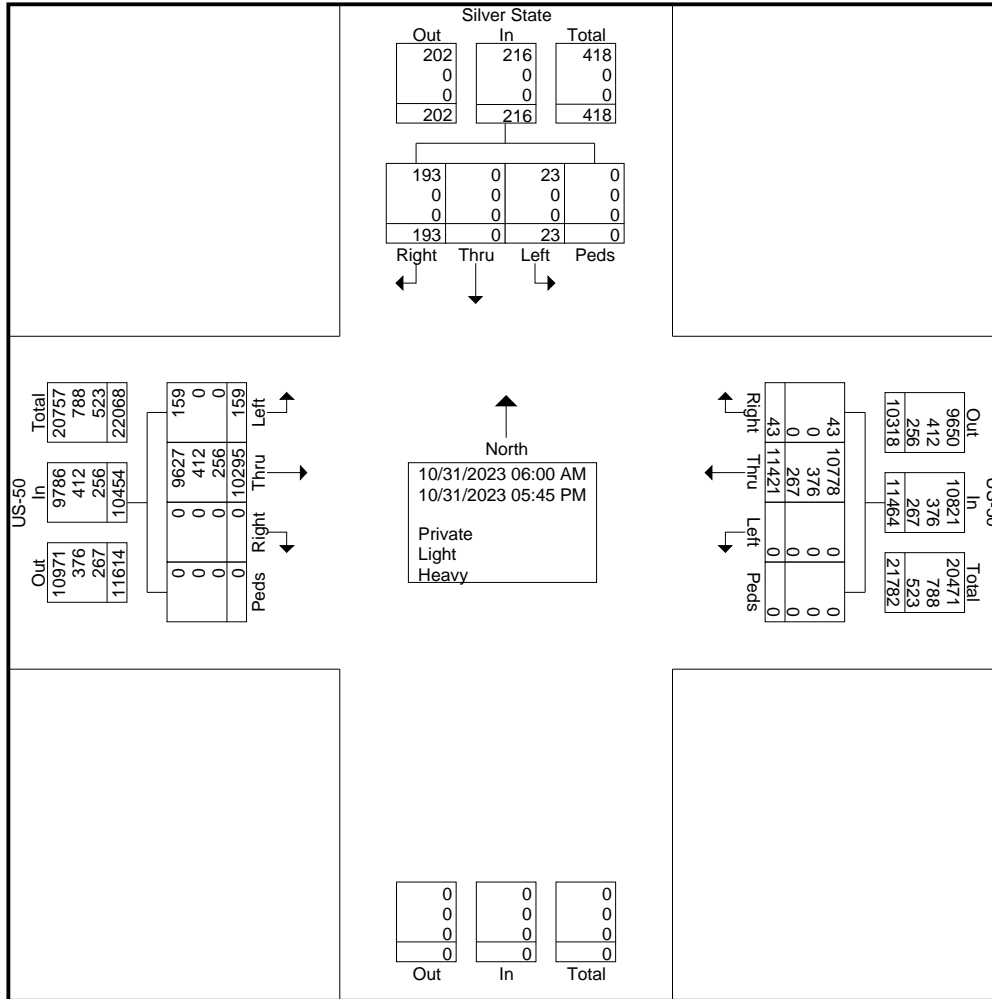 Silver State
Out In Total
202 216 418
0 0 0
0 0 0
202 216 418
193 0 23 0
0 0 0 0
0 0 0 0
193 0 23 0
Right Thru Left Peds
US-50
Total
20757
788
523
22068
In
9786
412
256
10454
Out
10971
376
267
11614
Left
159
0
0
159
Thru
9627
412
256
10295
Right
0
0
0
0
Peds
0
0
0
0
North
10/31/2023 06:00 AM
10/31/2023 05:45 PM
Private
Light
Heavy
Right
43
0
0
43
Thru
10778
376
267
11421
Left
0
0
0
0
Peds
0
0
0
0
Out
9650
412
256
10318
In
10821
376
267
11464
Total
20471
788
523
21782
0 0 0
0 0 0
0 0 0
0 0 0
Out In Total